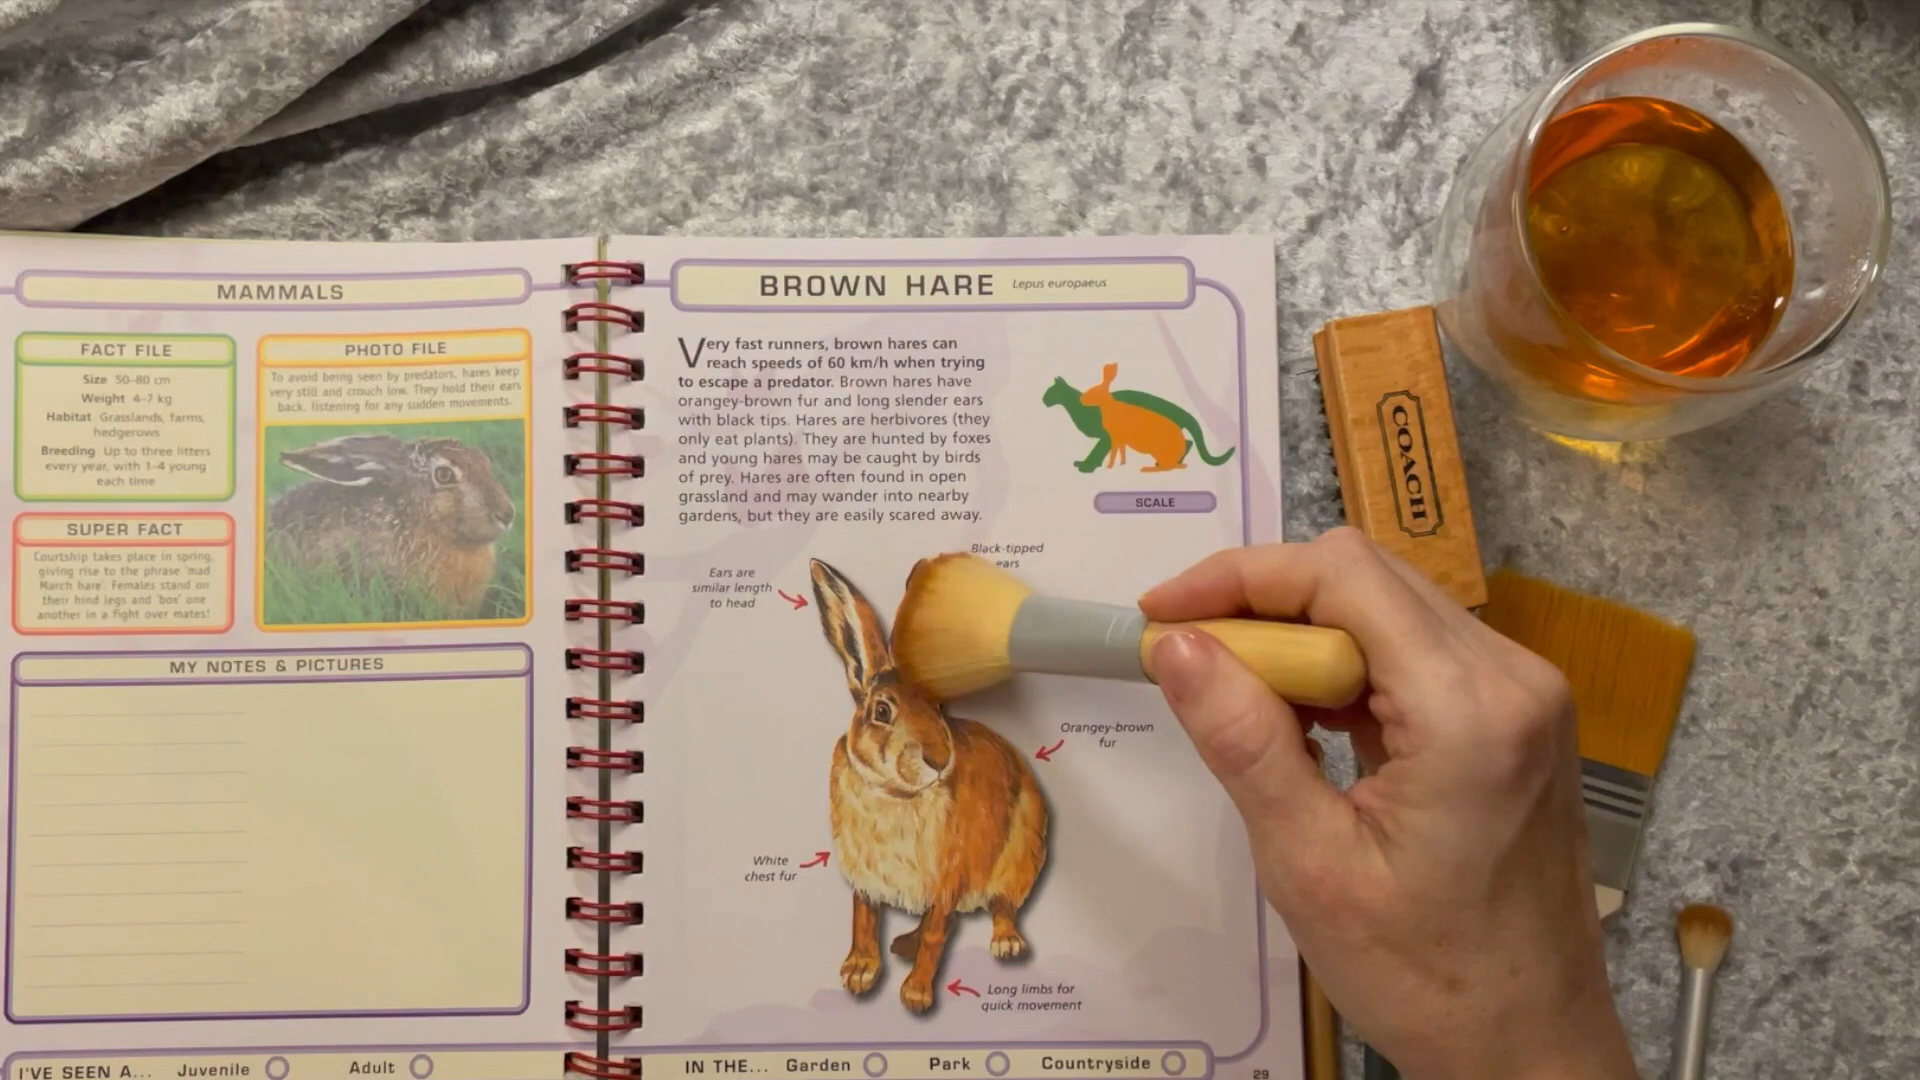 MAMMALS
FACT FILE
Size 50–80 cm
Weight 4–7 kg
Habitat Grasslands, farms,
hedgerows
Breeding Up to three litters
every year, with 1–4 young
each time
SUPER FACT
Courtship takes place in spring,
giving rise to the phrase 'mad
March hare'. Females stand on
their hind legs and 'box' one
another in a fight over mates!
PHOTO FILE
To avoid being seen by predators, hares keep
very still and crouch low. They hold their ears
back, listening for any sudden movements.
MY NOTES & PICTURES
I'VE SEEN A... Juvenile Adult
BROWN HARE Lepus europaeus
Very fast runners, brown hares can
reach speeds of 60 km/h when trying
to escape a predator. Brown hares have
orangey-brown fur and long slender ears
with black tips. Hares are herbivores (they
only eat plants). They are hunted by foxes
and young hares may be caught by birds
of prey. Hares are often found in open
grassland and may wander into nearby
gardens, but they are easily scared away.
SCALE
Ears are
similar length
to head
Black-tipped
ears
Orangey-brown
fur
White
chest fur
Long limbs for
quick movement
IN THE... Garden Park Countryside
29
COACH